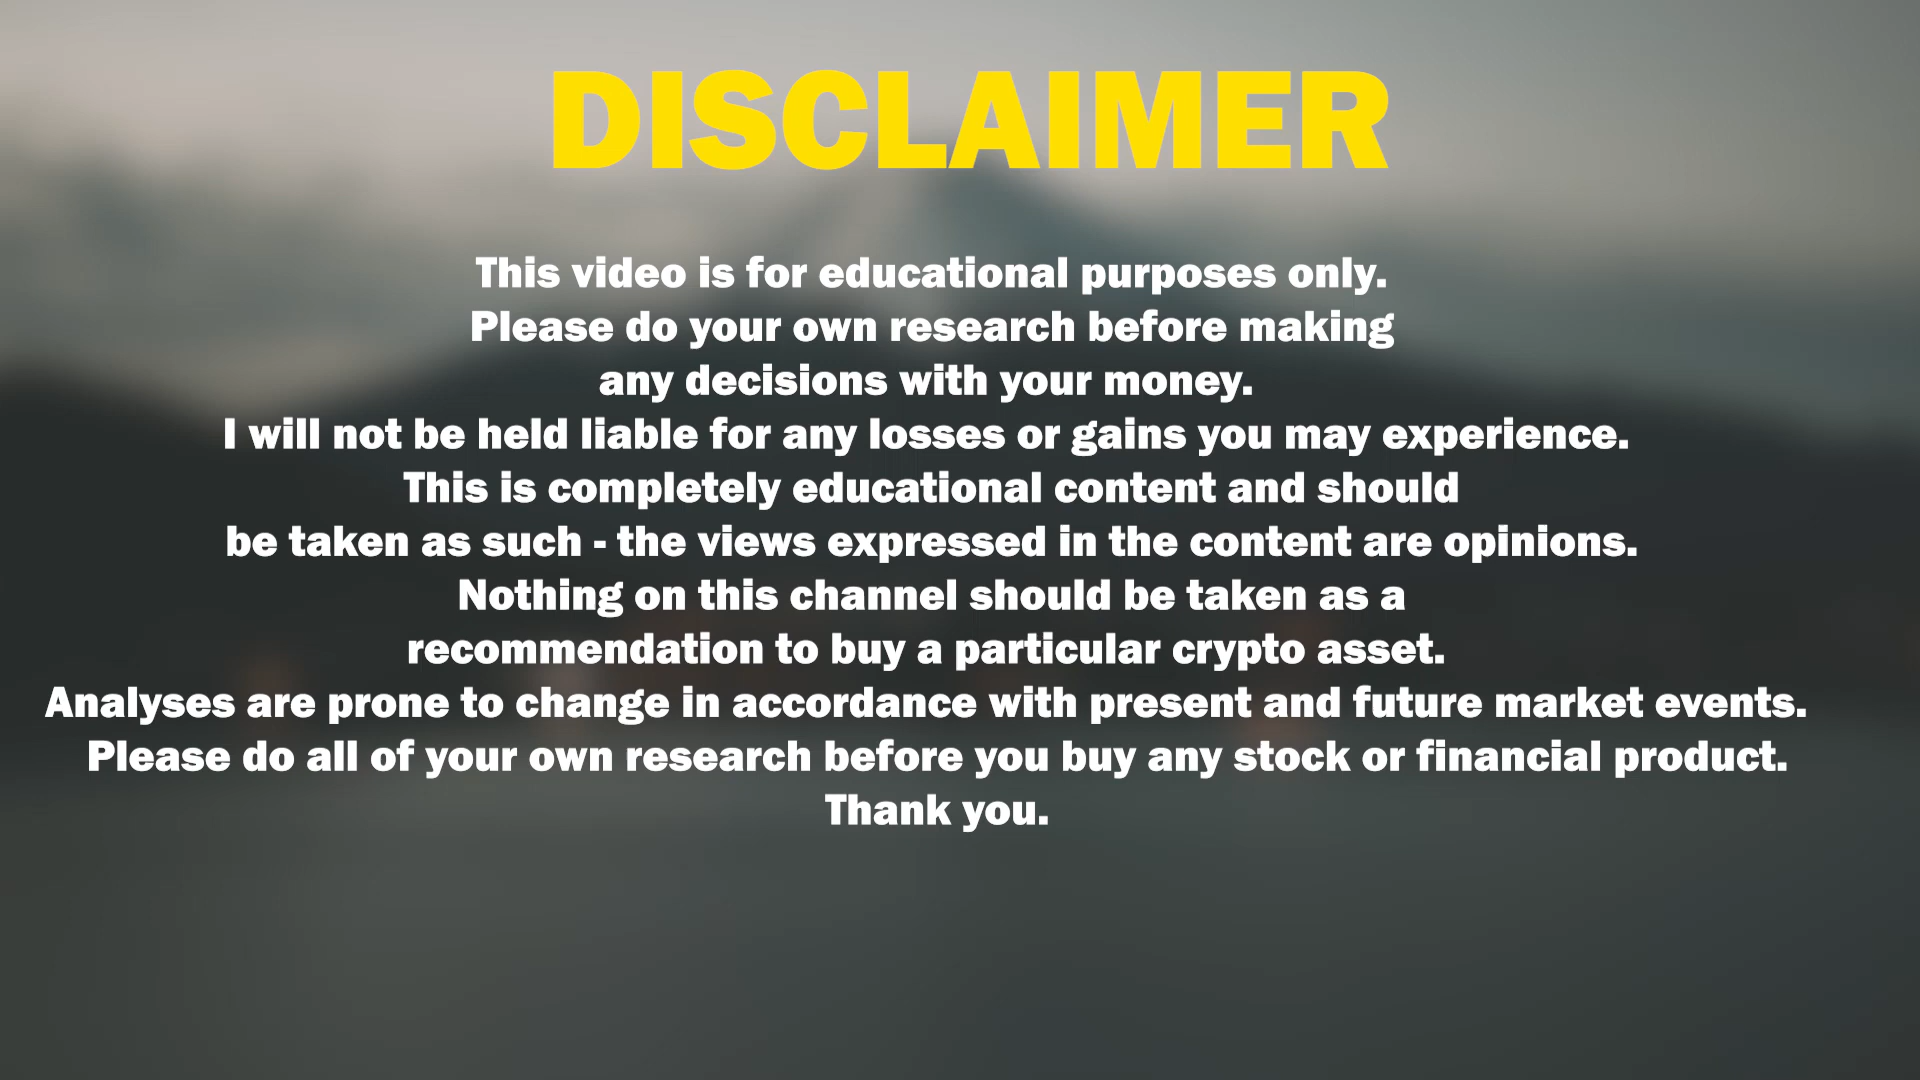 DISCLAIMER
This video is for educational purposes only.
Please do your own research before making
any decisions with your money.
I will not be held liable for any losses or gains you may experience.
This is completely educational content and should
be taken as such - the views expressed in the content are opinions.
Nothing on this channel should be taken as a
recommendation to buy a particular crypto asset.
Analyses are prone to change in accordance with present and future market events.
Please do all of your own research before you buy any stock or financial product.
Thank you.